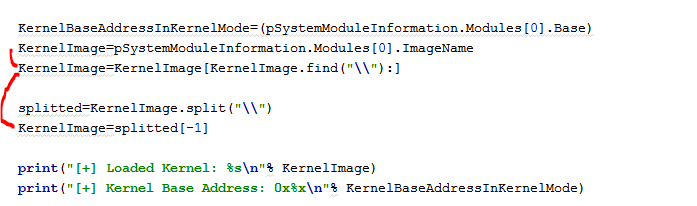 KernelBaseAddressInKernelMode=(pSystemModuleInformation.Modules[0].Base)
KernelImage=pSystemModuleInformation.Modules[0].ImageName
KernelImage=KernelImage[KernelImage.find("\\"):]
splitted=KernelImage.split("\\")
KernelImage=splitted[-1]
print("[+] Loaded Kernel: %s\n"% KernelImage)
print("[+] Kernel Base Address: 0x%x\n"% KernelBaseAddressInKernelMode)